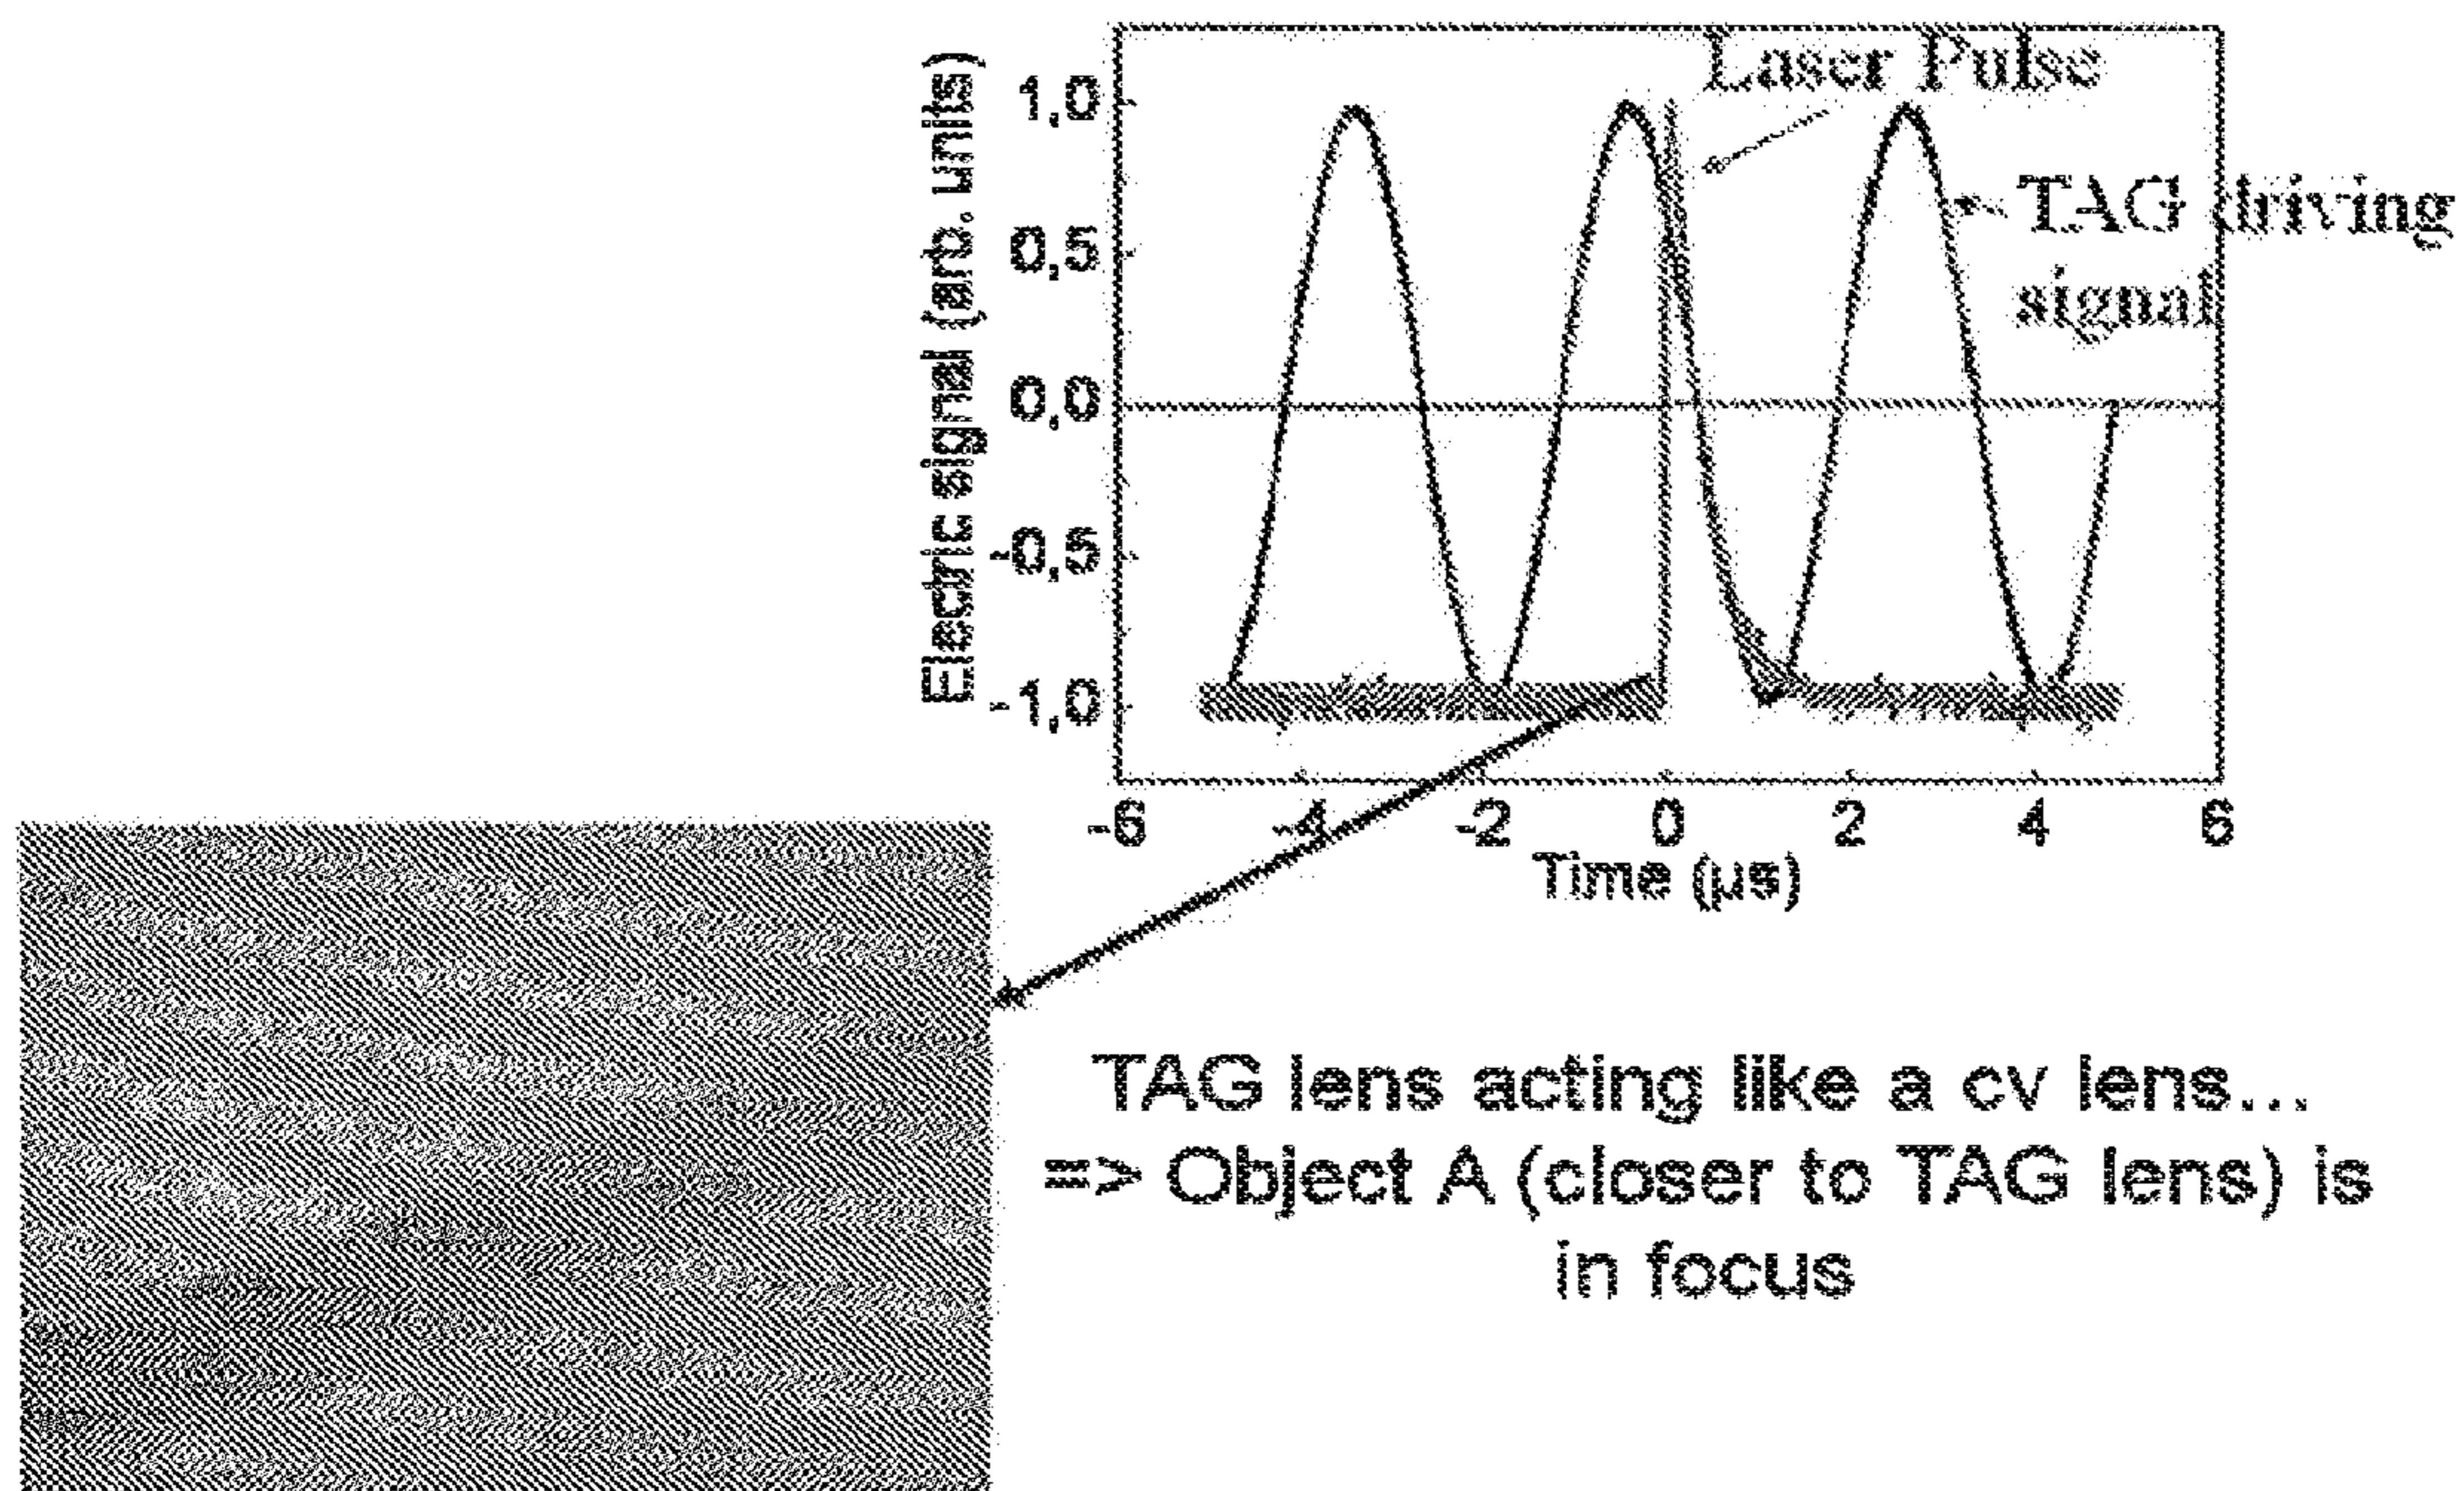 Laser Pulse
TAG driving
signal
Electric signal (arb. units)
1.0
0.5
0.0
-0.5
-1.0
-6 -4 -2 0 2 4 6
Time (µs)
TAG lens acting like a cv lens...
=> Object A (closer to TAG lens) is
in focus